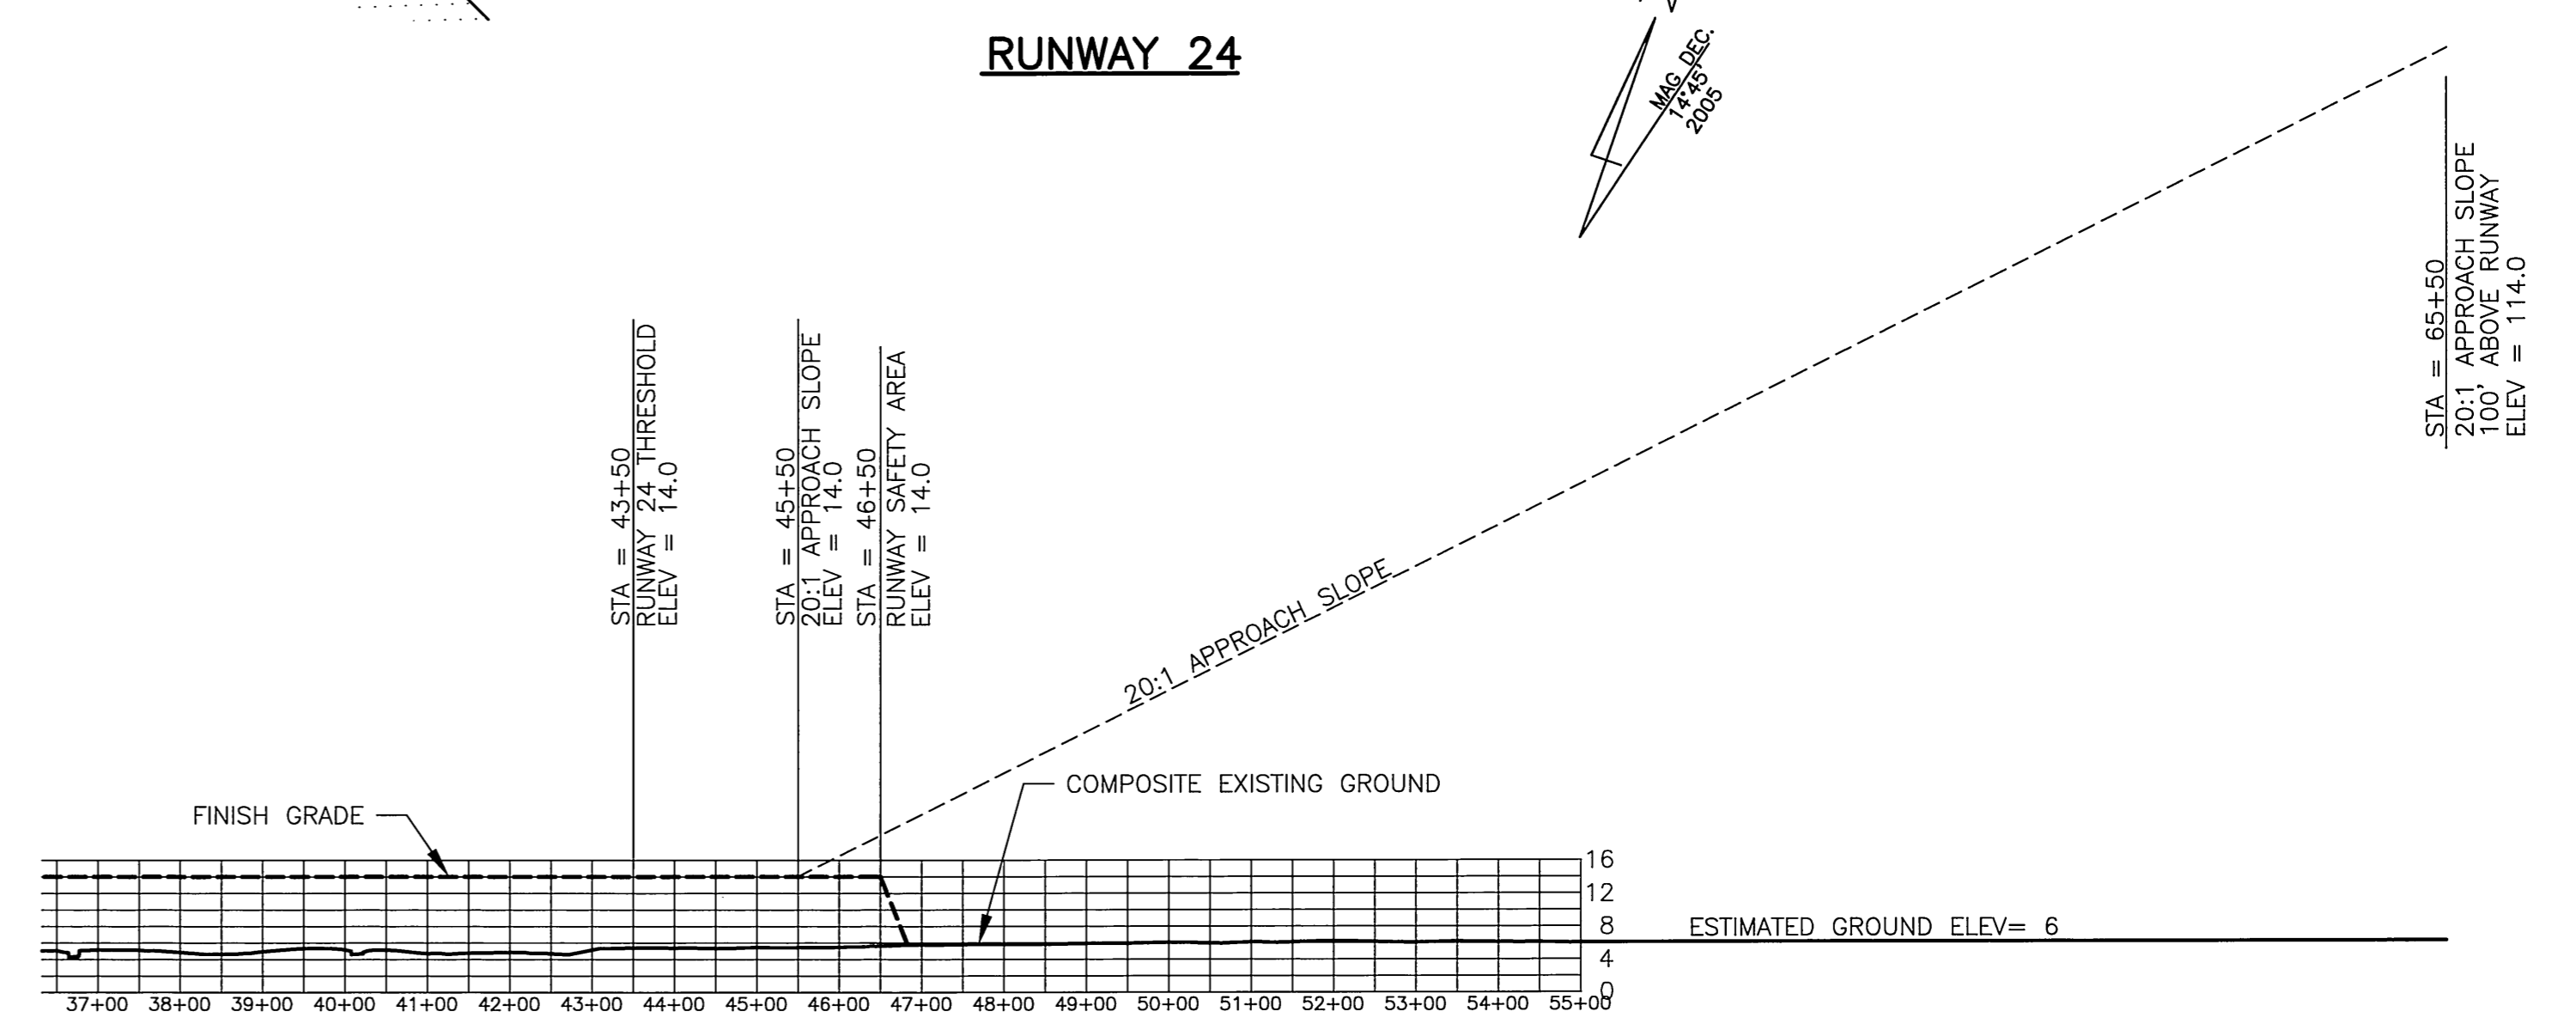 RUNWAY 24
MAG DEC.
14°45'
2005
STA = 43+50
RUNWAY 24 THRESHOLD
ELEV = 14.0
STA = 45+50
20:1 APPROACH SLOPE
ELEV = 14.0
STA = 46+50
RUNWAY SAFETY AREA
ELEV = 14.0
STA = 65+50
20:1 APPROACH SLOPE
100' ABOVE RUNWAY
ELEV = 114.0
20:1 APPROACH SLOPE
COMPOSITE EXISTING GROUND
FINISH GRADE
16
12
8
4
0
ESTIMATED GROUND ELEV= 6
37+00 38+00 39+00 40+00 41+00 42+00 43+00 44+00 45+00 46+00 47+00 48+00 49+00 50+00 51+00 52+00 53+00 54+00 55+00